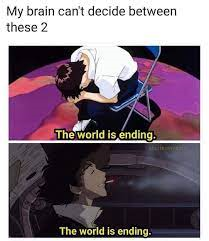 My brain can't decide between
these 2
The world is ending.
The world is ending.